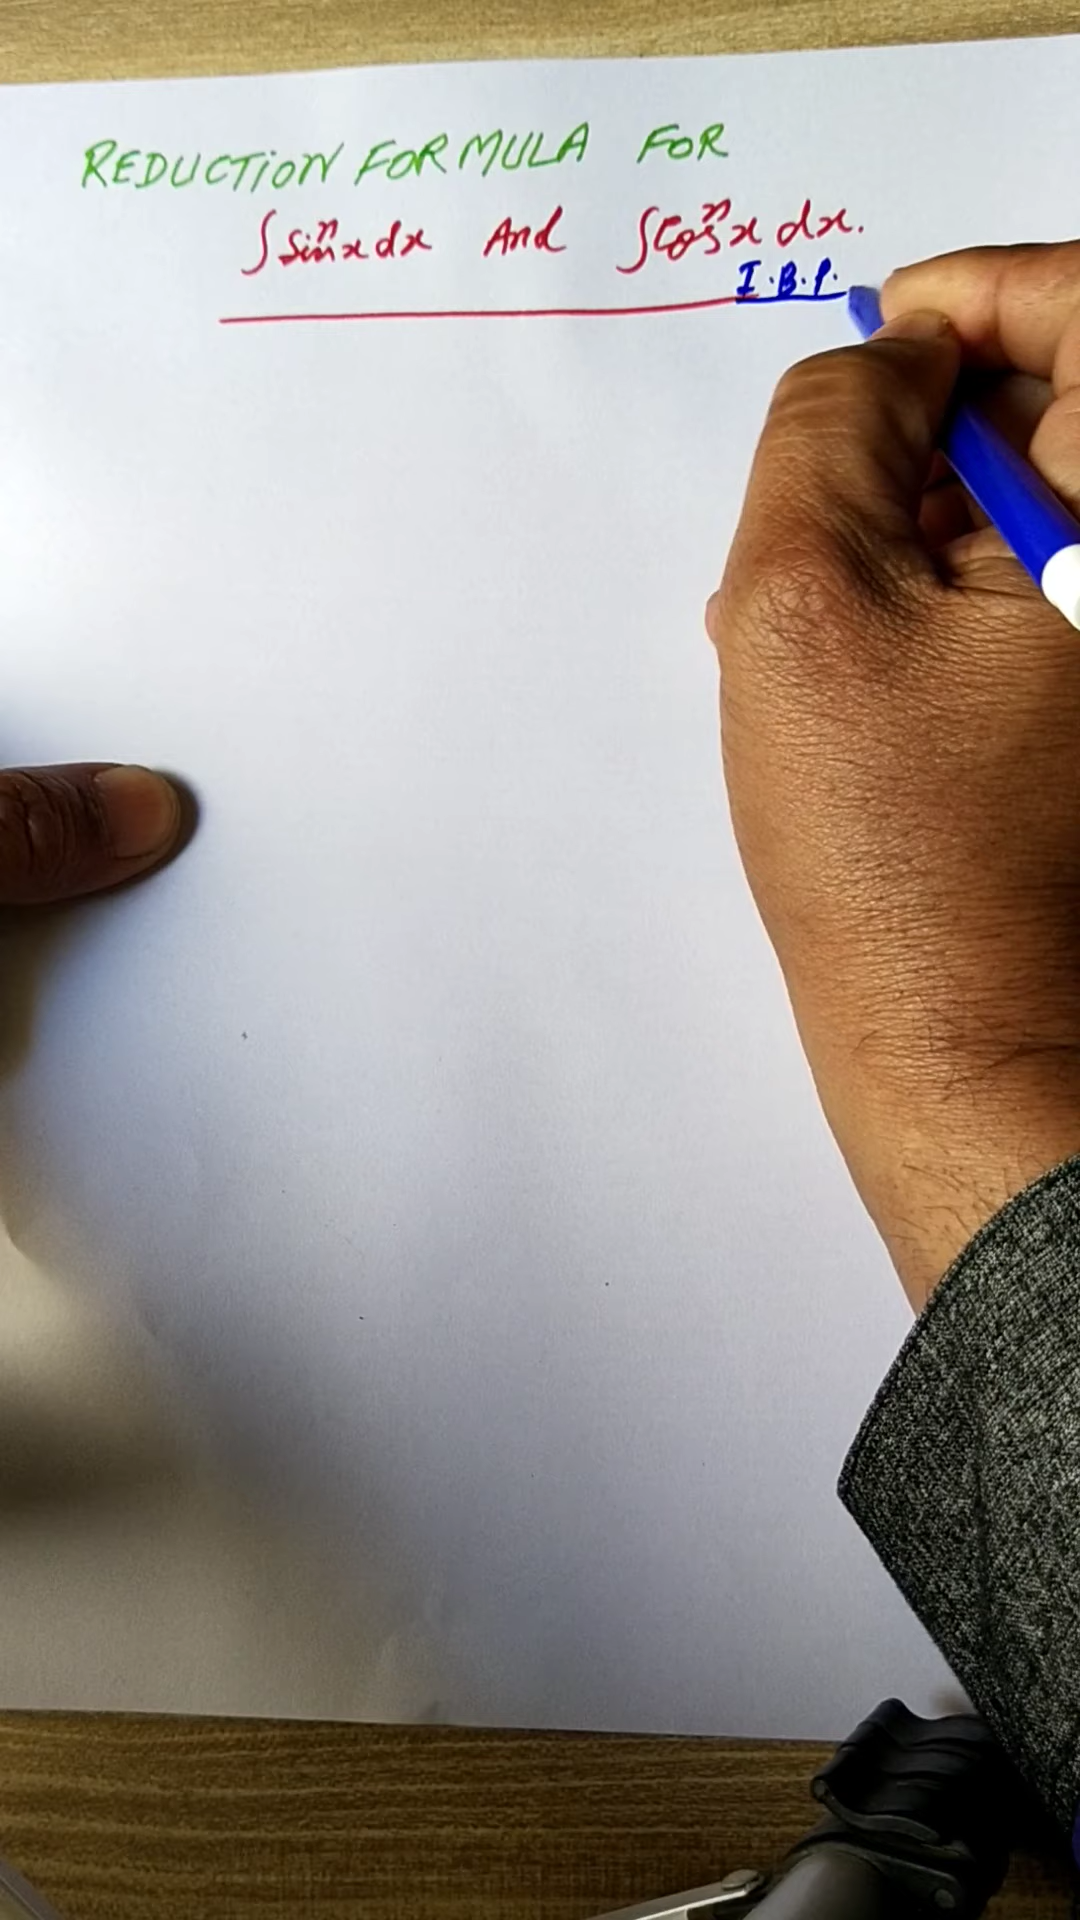 REDUCTION FORMULA FOR
∫sinⁿx dx And ∫Cosⁿx dx.
I.B.P.